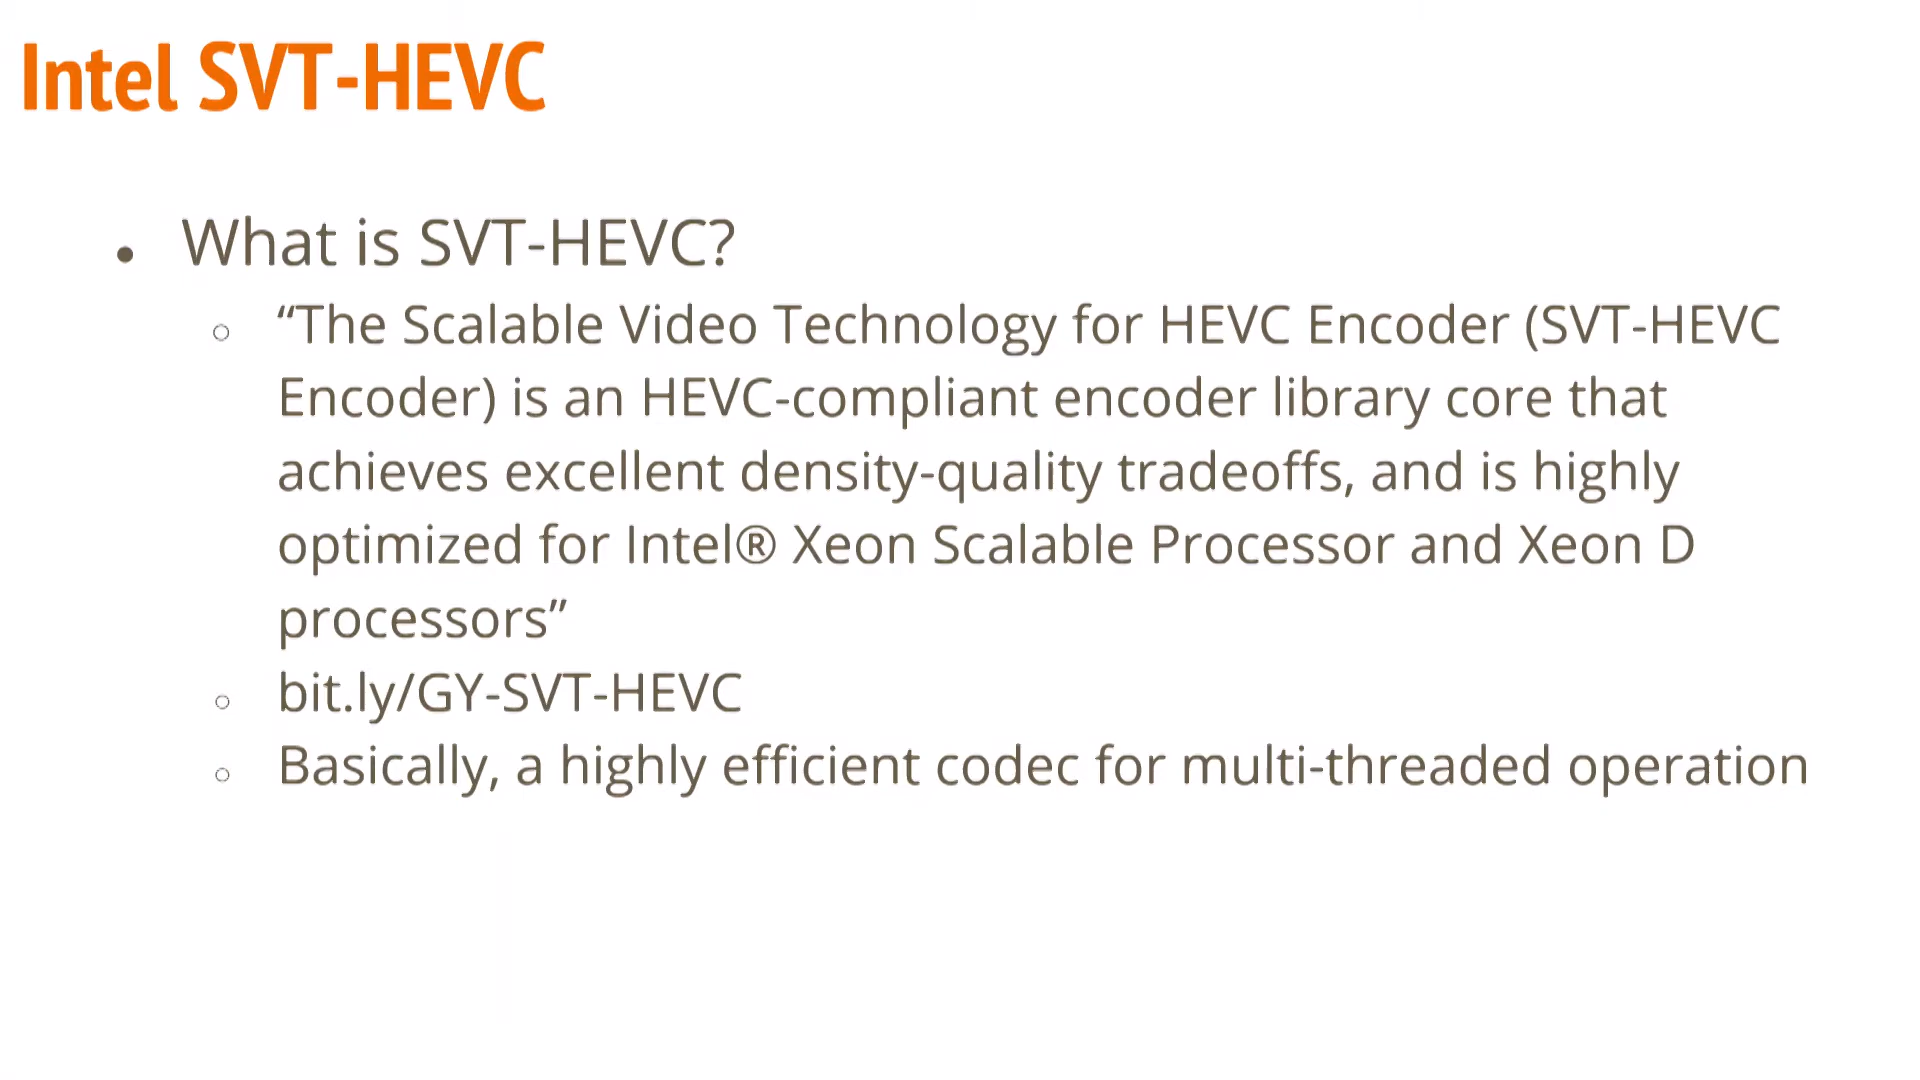 Intel SVT-HEVC
• What is SVT-HEVC?
○ “The Scalable Video Technology for HEVC Encoder (SVT-HEVC
Encoder) is an HEVC-compliant encoder library core that
achieves excellent density-quality tradeoffs, and is highly
optimized for Intel® Xeon Scalable Processor and Xeon D
processors”
○ bit.ly/GY-SVT-HEVC
○ Basically, a highly efficient codec for multi-threaded operation